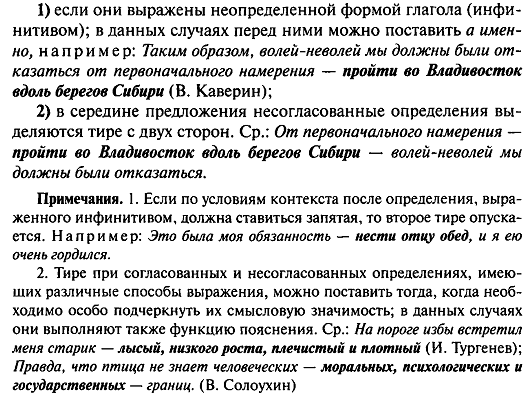 1) если они выражены неопределенной формой глагола (инфи-
нитивом); в данных случаях перед ними можно поставить а имен-
но, например: Таким образом, волей-неволей мы должны были от-
казаться от первоначального намерения — пройти во Владивосток
вдоль берегов Сибири (В. Каверин);
2) в середине предложения несогласованные определения вы-
деляются тире с двух сторон. Ср.: От первоначального намерения —
пройти во Владивосток вдоль берегов Сибири — волей-неволей мы
должны были отказаться.
Примечания. 1. Если по условиям контекста после определения, выра-
женного инфинитивом, должна ставиться запятая, то второе тире опуска-
ется. Например: Это была моя обязанность — нести отцу обед, и я ею
очень гордился.
2. Тире при согласованных и несогласованных определениях, имею-
щих различные способы выражения, можно поставить тогда, когда необ-
ходимо особо подчеркнуть их смысловую значимость; в данных случаях
они выполняют также функцию пояснения. Ср.: На пороге избы встретил
меня старик — лысый, низкого роста, плечистый и плотный (И. Тургенев);
Правда, что птица не знает человеческих — моральных, психологических и
государственных — границ. (В. Солоухин)